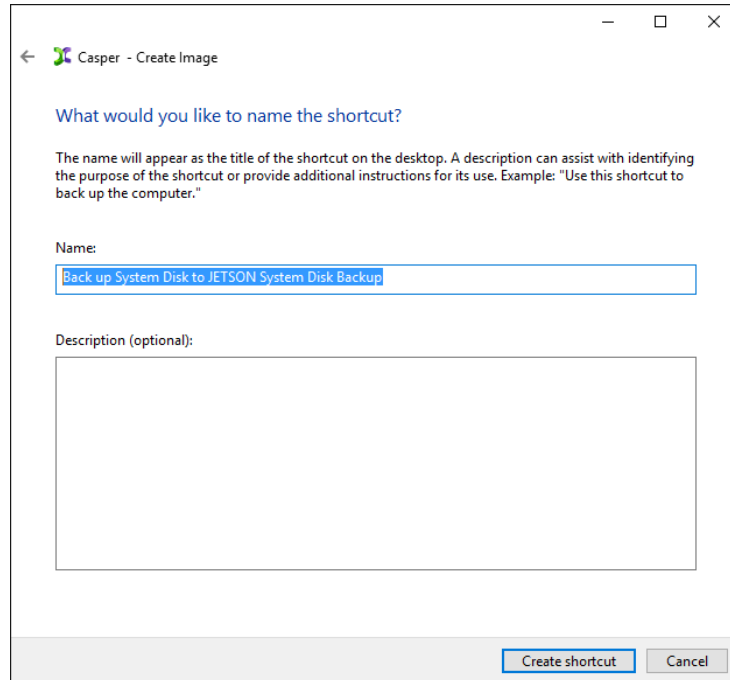 Casper - Create Image
What would you like to name the shortcut?
The name will appear as the title of the shortcut on the desktop. A description can assist with identifying
the purpose of the shortcut or provide additional instructions for its use. Example: "Use this shortcut to
back up the computer."
Name:
Back up System Disk to JETSON System Disk Backup
Description (optional):
Create shortcut
Cancel